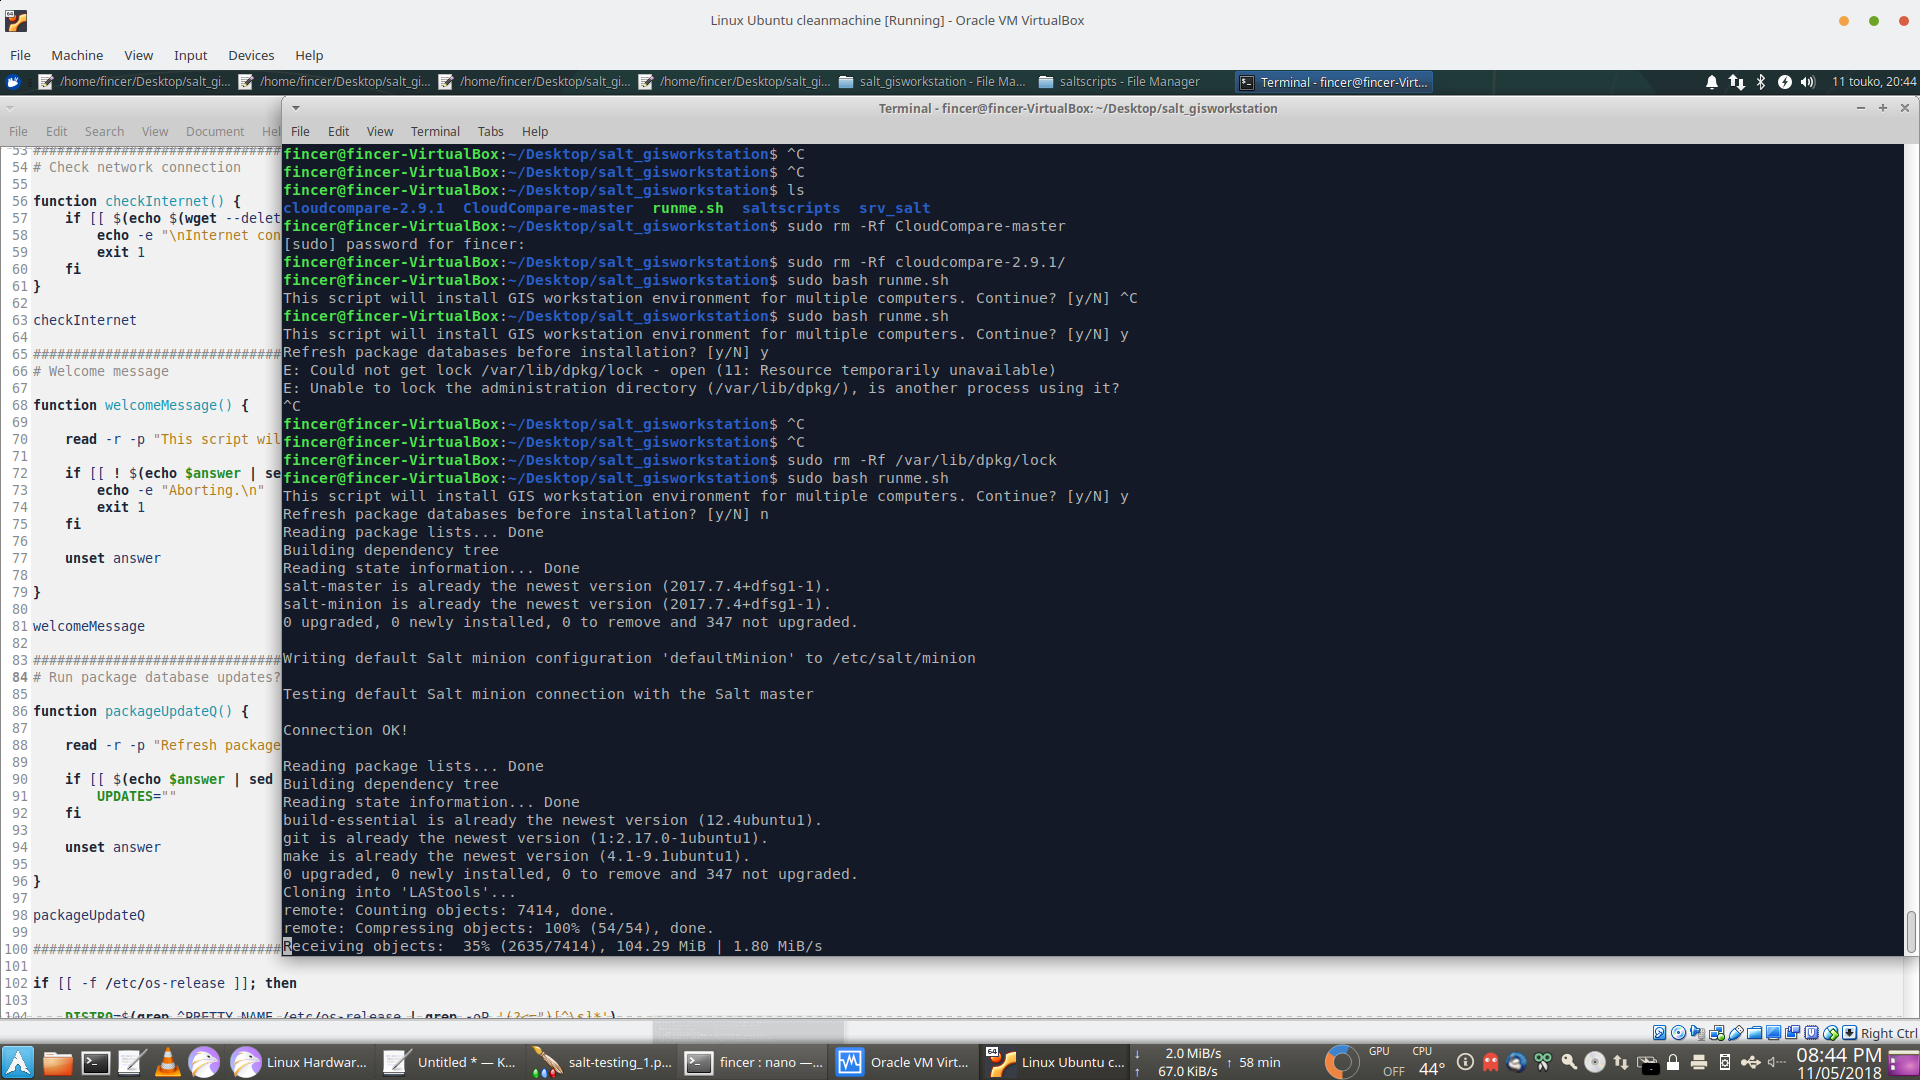 Linux Ubuntu cleanmachine [Running] - Oracle VM VirtualBox
File Machine View Input Devices Help
/home/fincer/Desktop/salt_gi... /home/fincer/Desktop/salt_gi... /home/fincer/Desktop/salt_gi... /home/fincer/Desktop/salt_gi... salt_gisworkstation - File Ma... saltscripts - File Manager Terminal - fincer@fincer-Virt... 11 touko, 20:44
Terminal - fincer@fincer-VirtualBox: ~/Desktop/salt_gisworkstation
File Edit Search View Document Hel
File Edit View Terminal Tabs Help
53 ###############################
54 # Check network connection
55
56 function checkInternet() {
57 if [[ $(echo $(wget --delet
58 echo -e "\nInternet con
59 exit 1
60 fi
61 }
62
63 checkInternet
64
65 ###############################
66 # Welcome message
67
68 function welcomeMessage() {
69
70 read -r -p "This script wil
71
72 if [[ ! $(echo $answer | se
73 echo -e "Aborting.\n"
74 exit 1
75 fi
76
77 unset answer
78
79 }
80
81 welcomeMessage
82
83 ###############################
84 # Run package database updates?
85
86 function packageUpdateQ() {
87
88 read -r -p "Refresh package
89
90 if [[ $(echo $answer | sed
91 UPDATES=""
92 fi
93
94 unset answer
95
96 }
97
98 packageUpdateQ
99
100 ###############################
101
102 if [[ -f /etc/os-release ]]; then
103
104 DISTRO=$(grep ^PRETTY_NAME /etc/os-release | grep -oP '(?<=")[^\s]*')
fincer@fincer-VirtualBox:~/Desktop/salt_gisworkstation$ ^C
fincer@fincer-VirtualBox:~/Desktop/salt_gisworkstation$ ^C
fincer@fincer-VirtualBox:~/Desktop/salt_gisworkstation$ ls
cloudcompare-2.9.1 CloudCompare-master runme.sh saltscripts srv_salt
fincer@fincer-VirtualBox:~/Desktop/salt_gisworkstation$ sudo rm -Rf CloudCompare-master
[sudo] password for fincer:
fincer@fincer-VirtualBox:~/Desktop/salt_gisworkstation$ sudo rm -Rf cloudcompare-2.9.1/
fincer@fincer-VirtualBox:~/Desktop/salt_gisworkstation$ sudo bash runme.sh
This script will install GIS workstation environment for multiple computers. Continue? [y/N] ^C
fincer@fincer-VirtualBox:~/Desktop/salt_gisworkstation$ sudo bash runme.sh
This script will install GIS workstation environment for multiple computers. Continue? [y/N] y
Refresh package databases before installation? [y/N] y
E: Could not get lock /var/lib/dpkg/lock - open (11: Resource temporarily unavailable)
E: Unable to lock the administration directory (/var/lib/dpkg/), is another process using it?
^C
fincer@fincer-VirtualBox:~/Desktop/salt_gisworkstation$ ^C
fincer@fincer-VirtualBox:~/Desktop/salt_gisworkstation$ ^C
fincer@fincer-VirtualBox:~/Desktop/salt_gisworkstation$ sudo rm -Rf /var/lib/dpkg/lock
fincer@fincer-VirtualBox:~/Desktop/salt_gisworkstation$ sudo bash runme.sh
This script will install GIS workstation environment for multiple computers. Continue? [y/N] y
Refresh package databases before installation? [y/N] n
Reading package lists... Done
Building dependency tree
Reading state information... Done
salt-master is already the newest version (2017.7.4+dfsg1-1).
salt-minion is already the newest version (2017.7.4+dfsg1-1).
0 upgraded, 0 newly installed, 0 to remove and 347 not upgraded.
Writing default Salt minion configuration 'defaultMinion' to /etc/salt/minion
Testing default Salt minion connection with the Salt master
Connection OK!
Reading package lists... Done
Building dependency tree
Reading state information... Done
build-essential is already the newest version (12.4ubuntu1).
git is already the newest version (1:2.17.0-1ubuntu1).
make is already the newest version (4.1-9.1ubuntu1).
0 upgraded, 0 newly installed, 0 to remove and 347 not upgraded.
Cloning into 'LAStools'...
remote: Counting objects: 7414, done.
remote: Compressing objects: 100% (54/54), done.
Receiving objects: 35% (2635/7414), 104.29 MiB | 1.80 MiB/s
Right Ctrl
Linux Hardwar... Untitled * — K... salt-testing_1.p... fincer : nano —... Oracle VM Virt... Linux Ubuntu c... ↓ 2.0 MiB/s ↑ 67.0 KiB/s ↑ 58 min GPU OFF CPU 44° 08:44 PM
11/05/2018